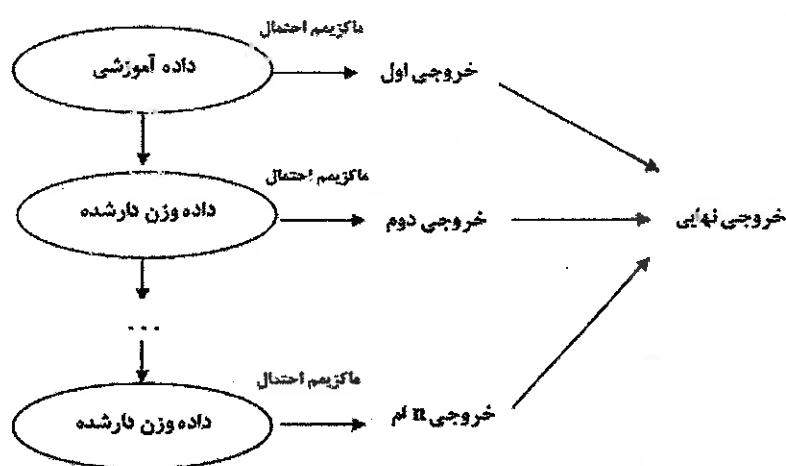 ماکزیمم احتمال
داده آموزشی
خروجی اول
ماکزیمم احتمال
داده وزن دارشده
خروجی دوم
خروجی نهایی
...
ماکزیمم احتمال
داده وزن دارشده
خروجی n ام